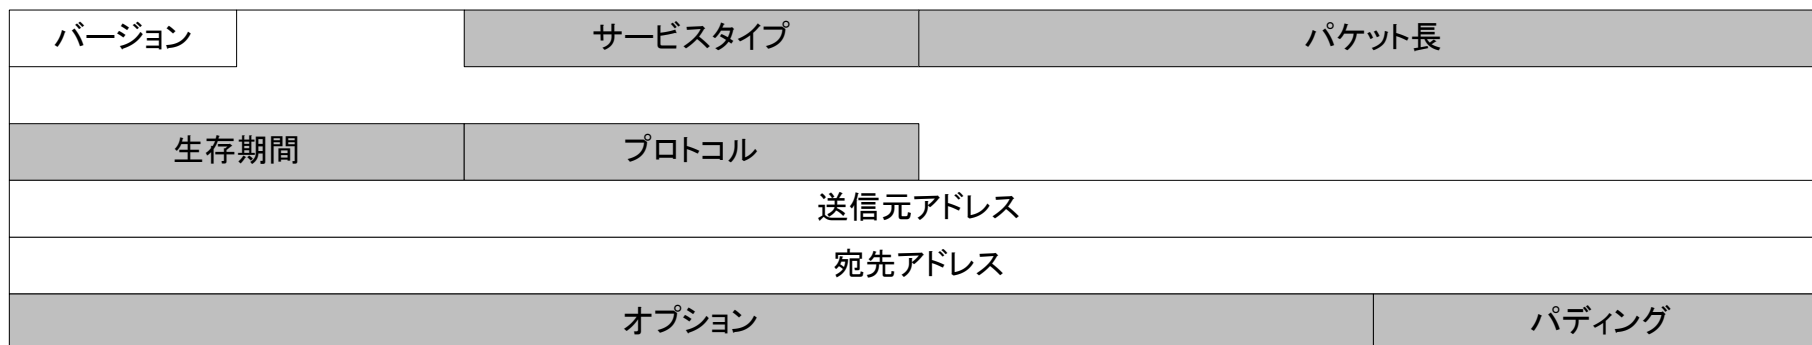 バージョン サービスタイプ パケット長
生存期間 プロトコル
送信元アドレス
宛先アドレス
オプション パディング